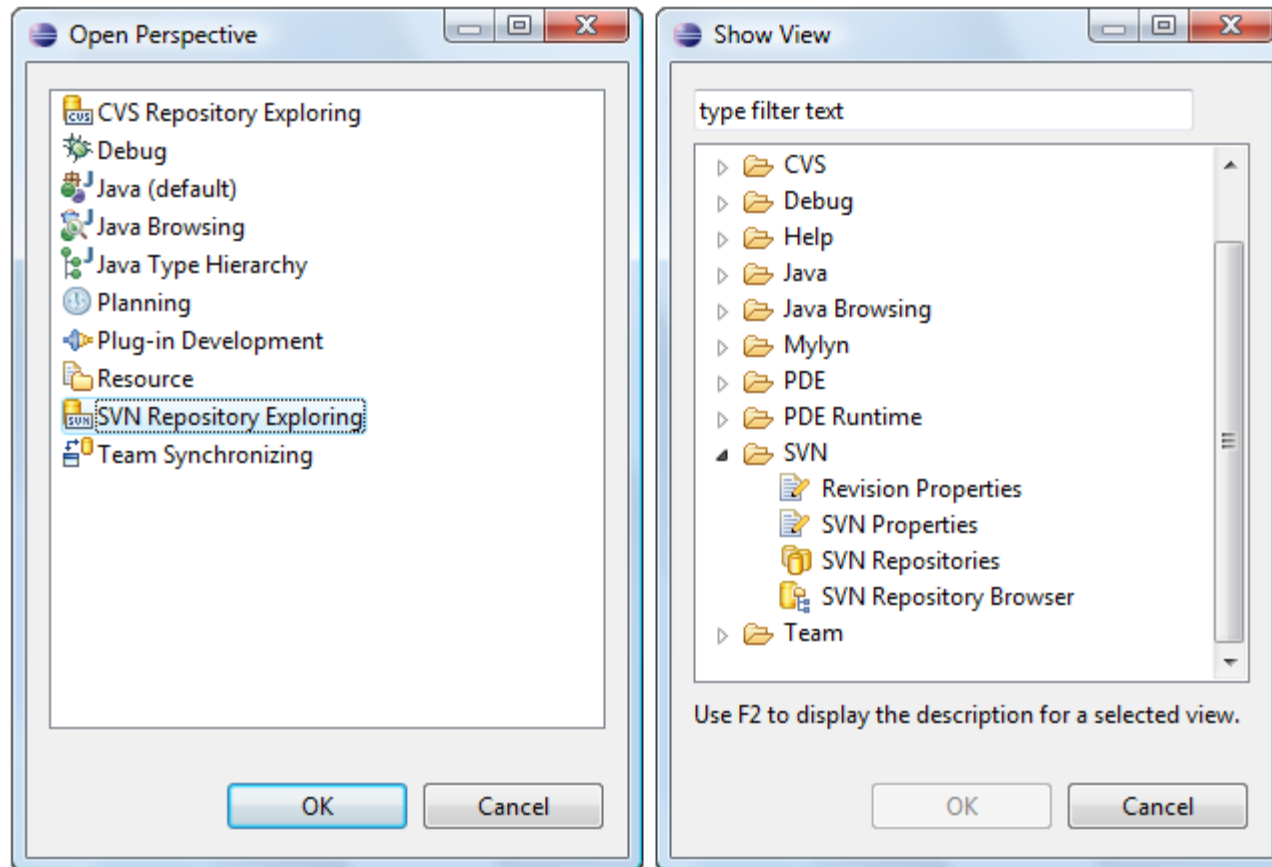 Open Perspective
CVS Repository Exploring
Debug
Java (default)
Java Browsing
Java Type Hierarchy
Planning
Plug-in Development
Resource
SVN Repository Exploring
Team Synchronizing
OK
Cancel
Show View
type filter text
CVS
Debug
Help
Java
Java Browsing
Mylyn
PDE
PDE Runtime
SVN
Revision Properties
SVN Properties
SVN Repositories
SVN Repository Browser
Team
Use F2 to display the description for a selected view.
OK
Cancel